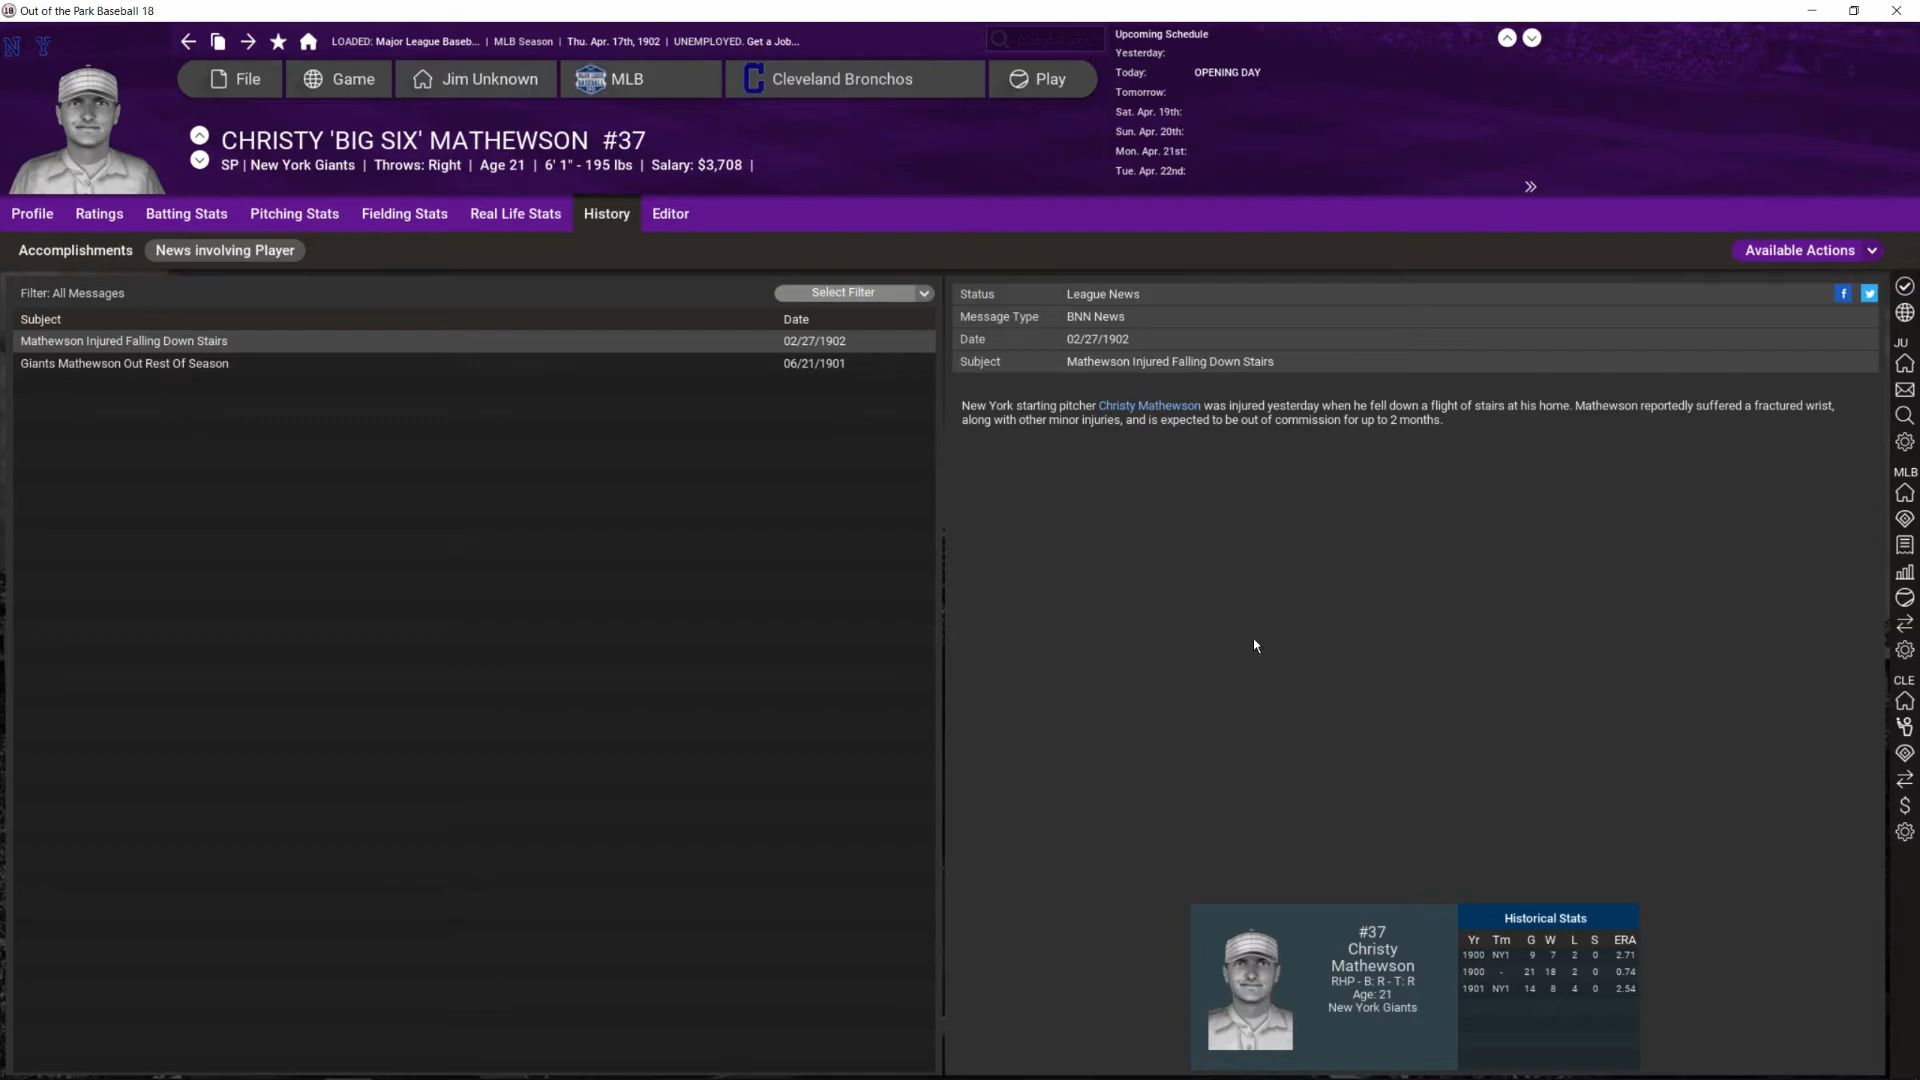 Out of the Park Baseball 18
N Y
LOADED: Major League Baseb... | MLB Season | Thu. Apr. 17th, 1902 | UNEMPLOYED. Get a Job...
File
Game
Jim Unknown
MLB
Cleveland Bronchos
Play
Upcoming Schedule
Yesterday:
Today: OPENING DAY
Tomorrow:
Sat. Apr. 19th:
Sun. Apr. 20th:
Mon. Apr. 21st:
Tue. Apr. 22nd:
CHRISTY 'BIG SIX' MATHEWSON #37
SP | New York Giants | Throws: Right | Age 21 | 6' 1" - 195 lbs | Salary: $3,708 |
Profile Ratings Batting Stats Pitching Stats Fielding Stats Real Life Stats History Editor
Accomplishments News involving Player Available Actions
Filter: All Messages Select Filter
Subject Date
Mathewson Injured Falling Down Stairs 02/27/1902
Giants Mathewson Out Rest Of Season 06/21/1901
Status League News
Message Type BNN News
Date 02/27/1902
Subject Mathewson Injured Falling Down Stairs
New York starting pitcher Christy Mathewson was injured yesterday when he fell down a flight of stairs at his home. Mathewson reportedly suffered a fractured wrist,
along with other minor injuries, and is expected to be out of commission for up to 2 months.
#37
Christy
Mathewson
RHP - B: R - T: R
Age: 21
New York Giants
Historical Stats
Yr Tm G W L S ERA
1900 NY1 9 7 2 0 2.71
1900 - 21 18 2 0 0.74
1901 NY1 14 8 4 0 2.54
JU
MLB
CLE